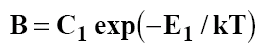 B = C₁ exp(−E₁ / kT)